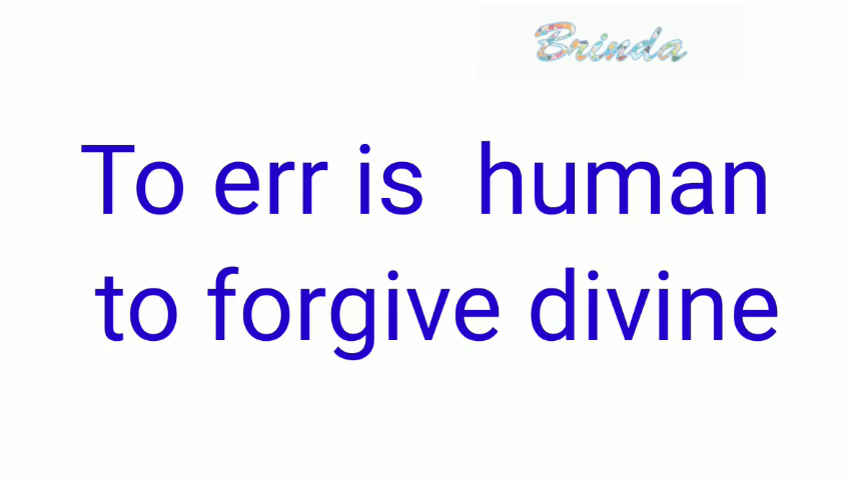 Brinda
To err is  human
to forgive divine